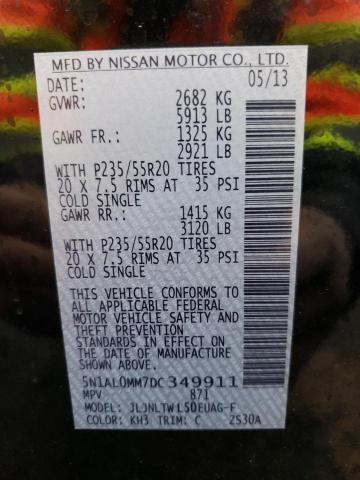 MFD BY NISSAN MOTOR CO., LTD.
DATE: 05/13
GVWR: 2682 KG
5913 LB
GAWR FR.: 1325 KG
2921 LB
WITH P235/55R20 TIRES
20 X 7.5 RIMS AT 35 PSI
COLD SINGLE
GAWR RR.: 1415 KG
3120 LB
WITH P235/55R20 TIRES
20 X 7.5 RIMS AT 35 PSI
COLD SINGLE
THIS VEHICLE CONFORMS TO
ALL APPLICABLE FEDERAL
MOTOR VEHICLE SAFETY AND
THEFT PREVENTION
STANDARDS IN EFFECT ON
THE DATE OF MANUFACTURE
SHOWN ABOVE.
5N1AL0MM7DC349911
MPV 871
MODEL: JLJNLTWL50EUAG-F
COLOR: KH3 TRIM: C 2S30A